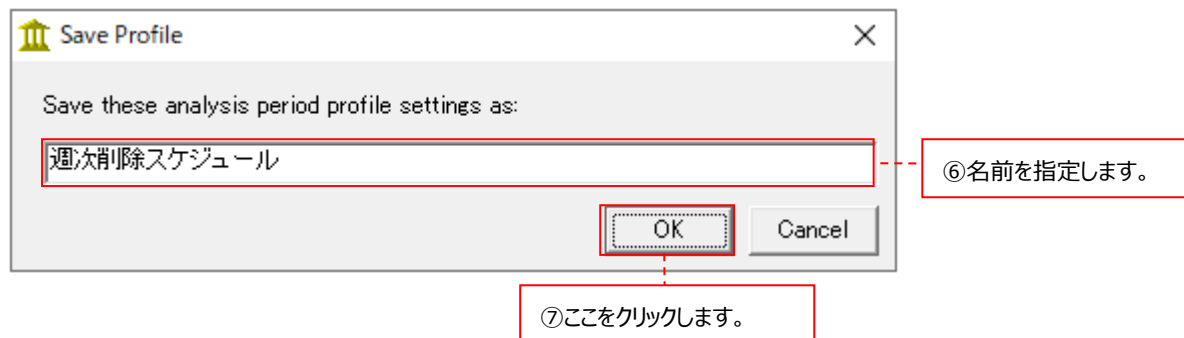 Save Profile
Save these analysis period profile settings as:
週次削除スケジュール
⑥名前を指定します。
OK
Cancel
⑦ここをクリックします。